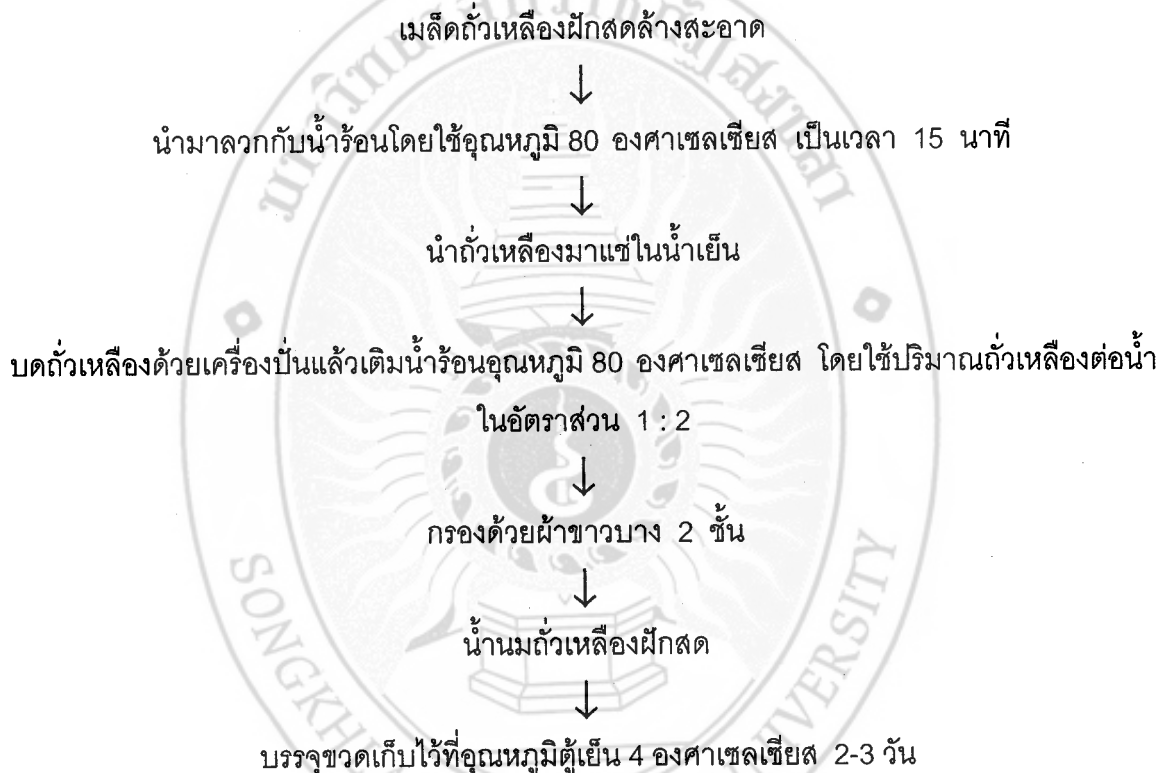 เมล็ดถั่วเหลืองฝักสดล้างสะอาด
↓
นำมาลวกกับน้ำร้อนโดยใช้อุณหภูมิ 80 องศาเซลเซียส เป็นเวลา 15 นาที
↓
นำถั่วเหลืองมาแช่ในน้ำเย็น
↓
บดถั่วเหลืองด้วยเครื่องปั่นแล้วเติมน้ำร้อนอุณหภูมิ 80 องศาเซลเซียส โดยใช้ปริมาณถั่วเหลืองต่อน้ำ
ในอัตราส่วน 1 : 2
↓
กรองด้วยผ้าขาวบาง 2 ชั้น
↓
น้ำนมถั่วเหลืองฝักสด
↓
บรรจุขวดเก็บไว้ที่อุณหภูมิตู้เย็น 4 องศาเซลเซียส 2-3 วัน